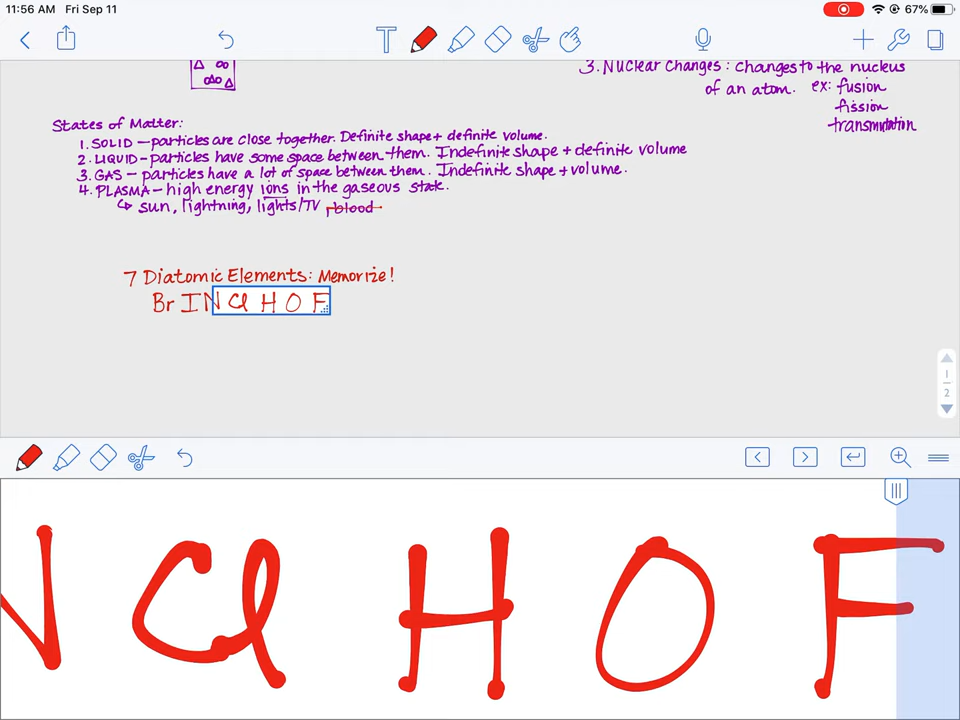 11:56 AM Fri Sep 11
67%
3. Nuclear Changes: Changes to the nucleus
of an atom. ex: fusion
fission
transmutation
States of Matter:
1. SOLID – particles are close together. Definite shape + definite volume.
2. LIQUID – particles have some space between them. Indefinite shape + definite volume
3. GAS – particles have a lot of space between them. Indefinite shape + volume.
4. PLASMA – high energy ions in the gaseous state.
↳ sun, lightning, lights/TV blood
7 Diatomic Elements: Memorize!
Br I N Cl H O F
1
2
N Cl H O F